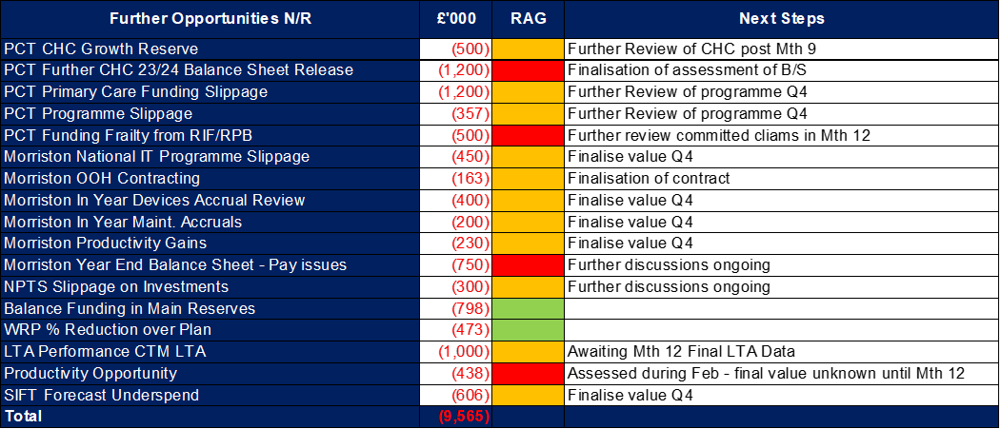 Further Opportunities N/R £'000 RAG Next Steps
PCT CHC Growth Reserve (500) Further Review of CHC post Mth 9
PCT Further CHC 23/24 Balance Sheet Release (1,200) Finalisation of assessment of B/S
PCT Primary Care Funding Slippage (1,200) Further Review of programme Q4
PCT Programme Slippage (357) Further Review of programme Q4
PCT Funding Frailty from RIF/RPB (500) Further review committed cliams in Mth 12
Morriston National IT Programme Slippage (450) Finalise value Q4
Morriston OOH Contracting (163) Finalisation of contract
Morriston In Year Devices Accrual Review (400) Finalise value Q4
Morriston In Year Maint. Accruals (200) Finalise value Q4
Morriston Productivity Gains (230) Finalise value Q4
Morriston Year End Balance Sheet - Pay issues (750) Further discussions ongoing
NPTS Slippage on Investments (300) Further discussions ongoing
Balance Funding in Main Reserves (798)
WRP % Reduction over Plan (473)
LTA Performance CTM LTA (1,000) Awaiting Mth 12 Final LTA Data
Productivity Opportunity (438) Assessed during Feb - final value unknown until Mth 12
SIFT Forecast Underspend (606) Finalise value Q4
Total (9,565)